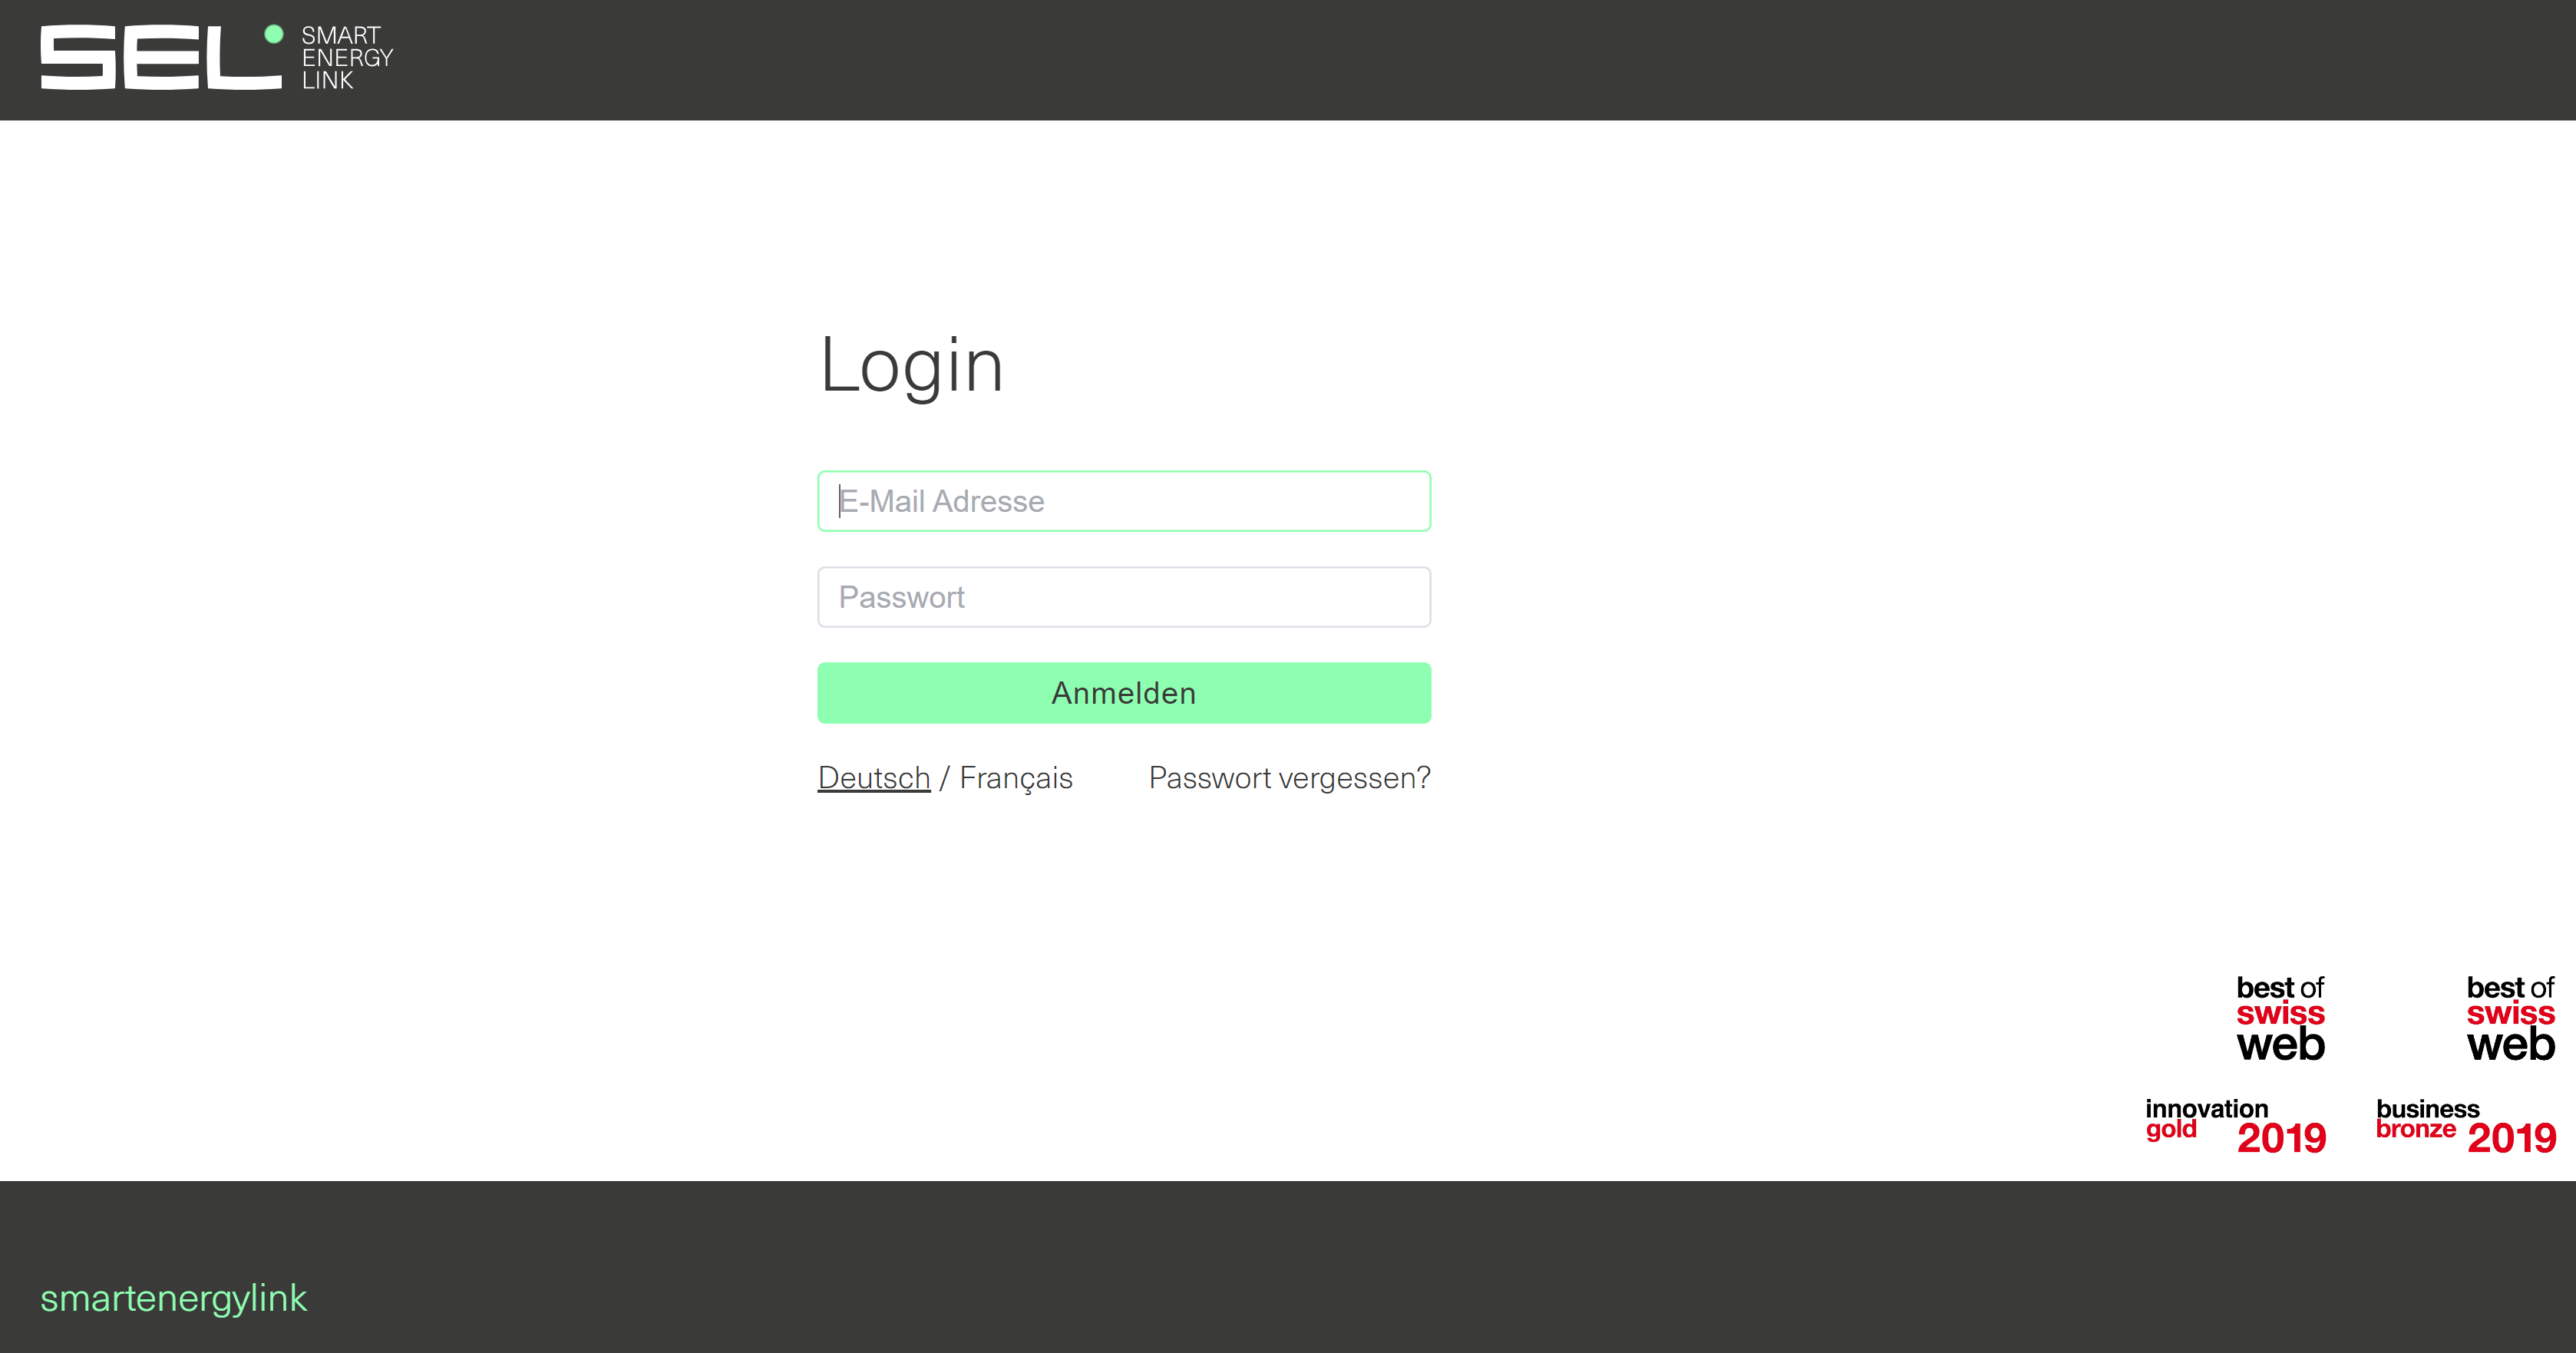 SEL
SMART
ENERGY
LINK
Login
E-Mail Adresse
Passwort
Anmelden
Deutsch / Français
Passwort vergessen?
best of
swiss
web
innovation
gold 2019
best of
swiss
web
business
bronze 2019
smartenergylink